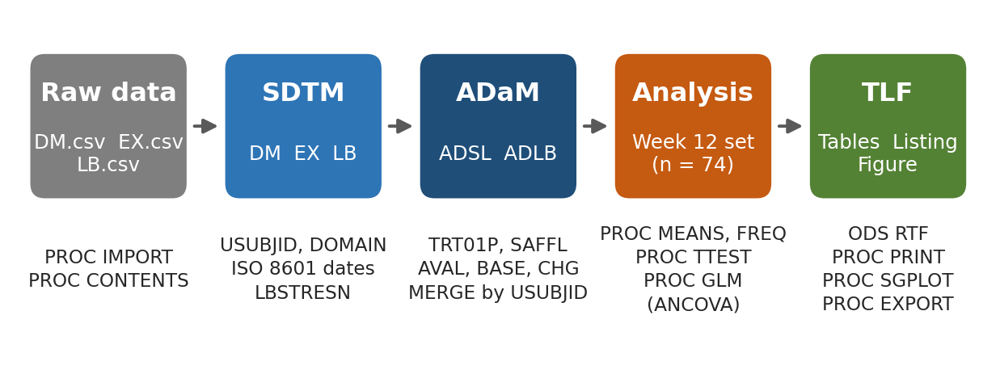 Raw data
DM.csv  EX.csv
LB.csv
SDTM
DM  EX  LB
ADaM
ADSL  ADLB
Analysis
Week 12 set
(n = 74)
TLF
Tables  Listing
Figure
PROC IMPORT
PROC CONTENTS
USUBJID, DOMAIN
ISO 8601 dates
LBSTRESN
TRT01P, SAFFL
AVAL, BASE, CHG
MERGE by USUBJID
PROC MEANS, FREQ
PROC TTEST
PROC GLM
(ANCOVA)
ODS RTF
PROC PRINT
PROC SGPLOT
PROC EXPORT